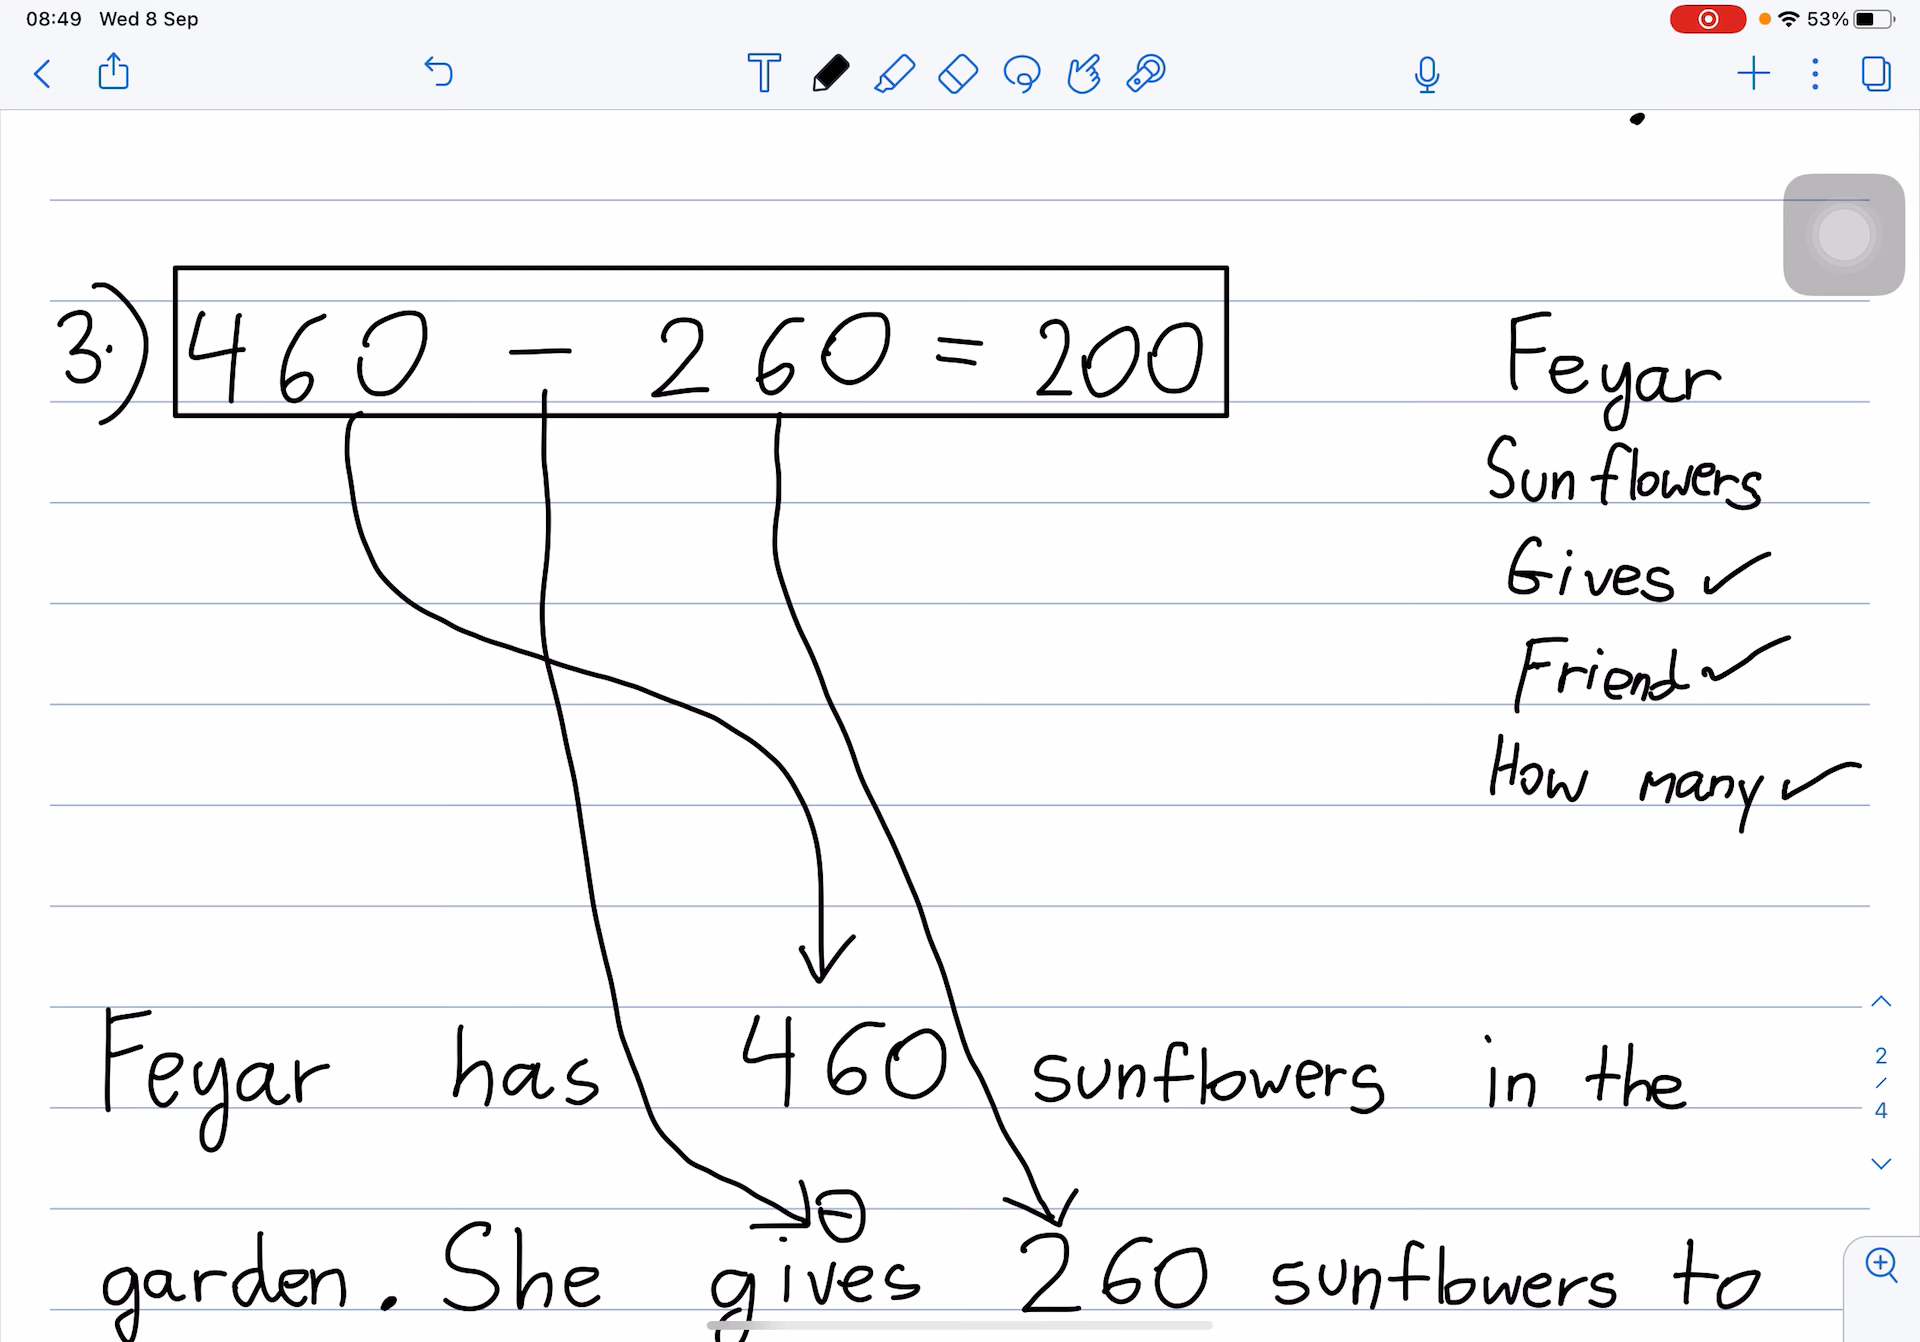 08:49 Wed 8 Sep
53%
T
3.) 460 - 260 = 200
Feyar
Sunflowers
Gives ✓
Friend ✓
How many ✓
Feyar has 460 sunflowers in the
2
/
4
garden. She gives 260 sunflowers to